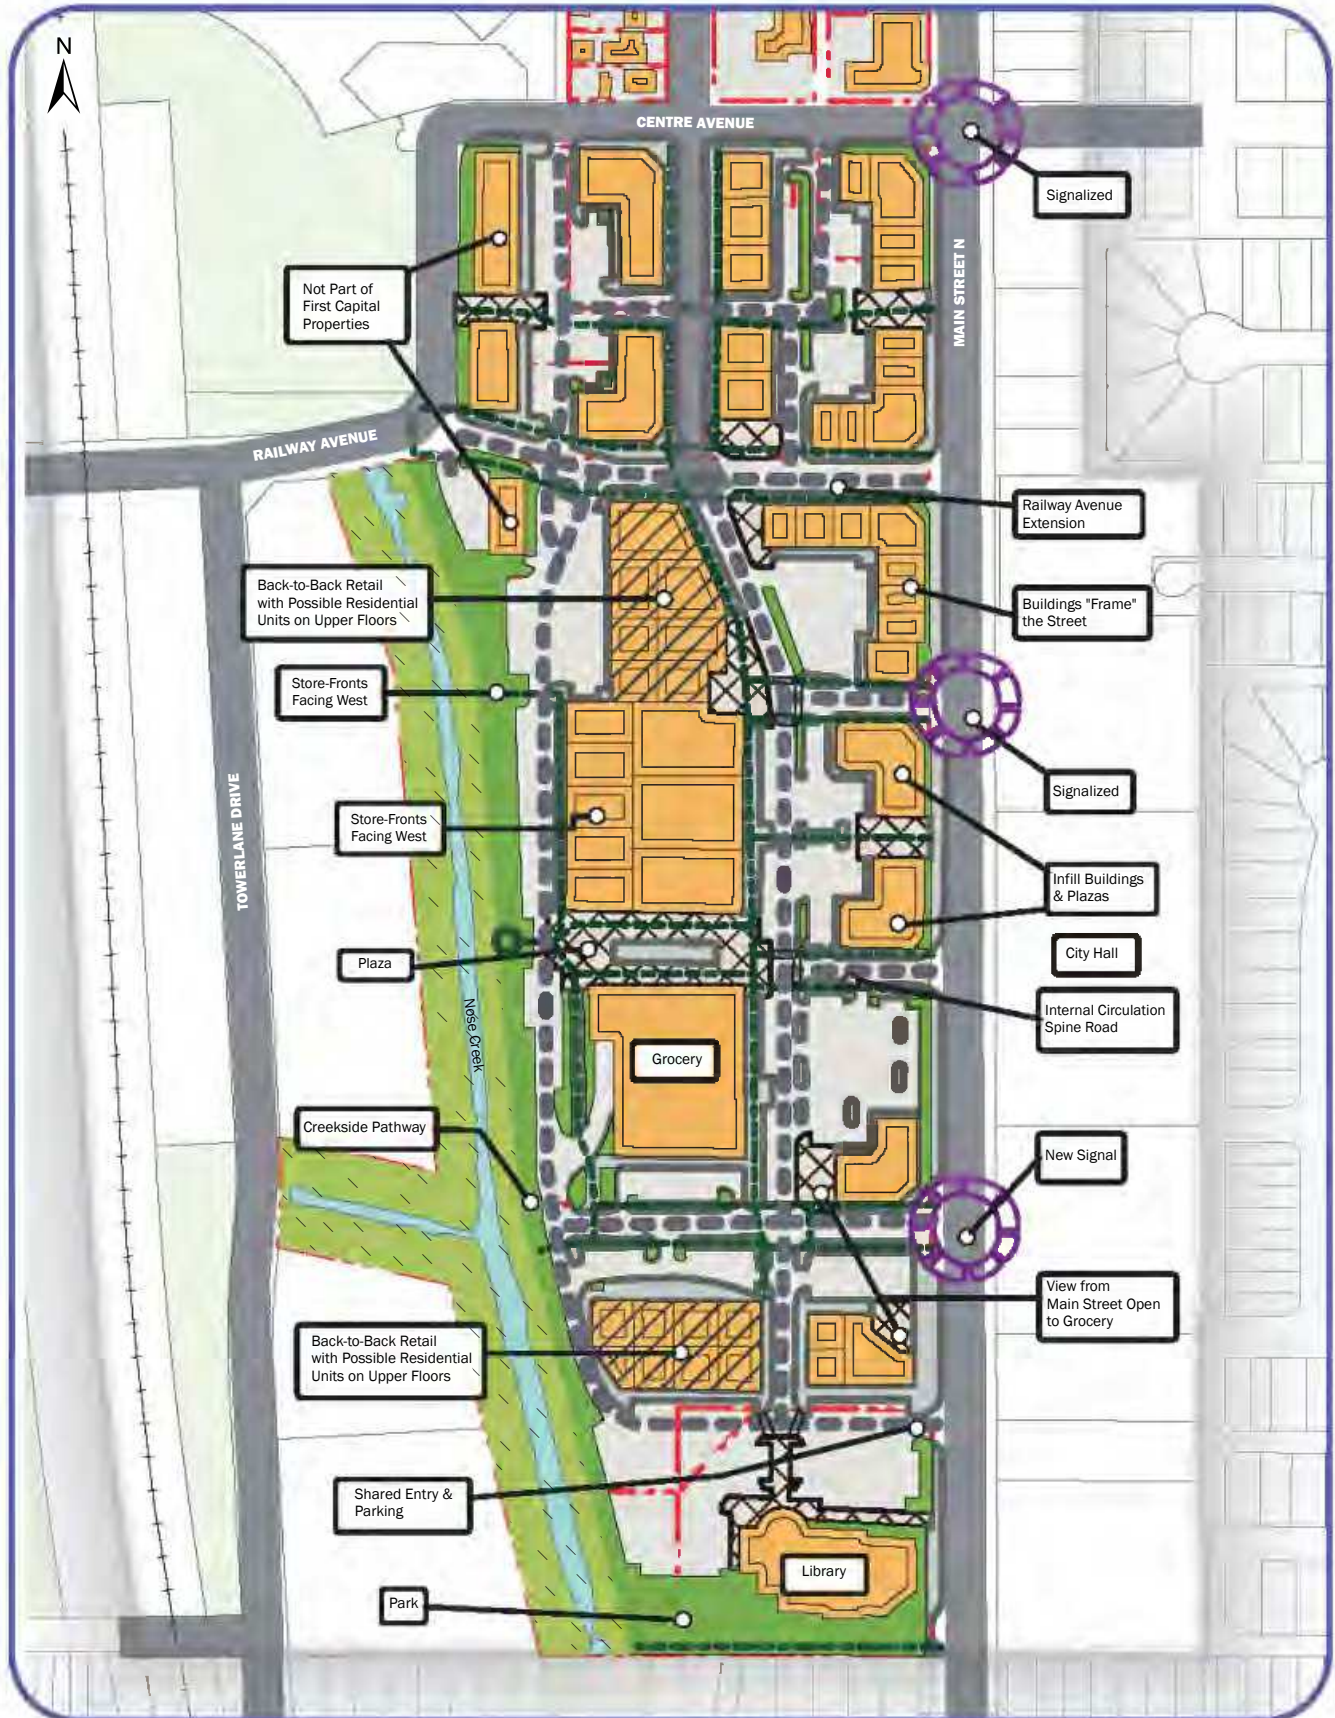 N
CENTRE AVENUE
Signalized
MAIN STREET N
Not Part of
First Capital
Properties
RAILWAY AVENUE
Railway Avenue
Extension
Back-to-Back Retail
with Possible Residential
Units on Upper Floors
Buildings "Frame"
the Street
Store-Fronts
Facing West
Signalized
TOWERLANE DRIVE
Store-Fronts
Facing West
Infill Buildings
& Plazas
City Hall
Plaza
Internal Circulation
Spine Road
Nose Creek
Grocery
Creekside Pathway
New Signal
View from
Main Street Open
to Grocery
Back-to-Back Retail
with Possible Residential
Units on Upper Floors
Shared Entry &
Parking
Library
Park